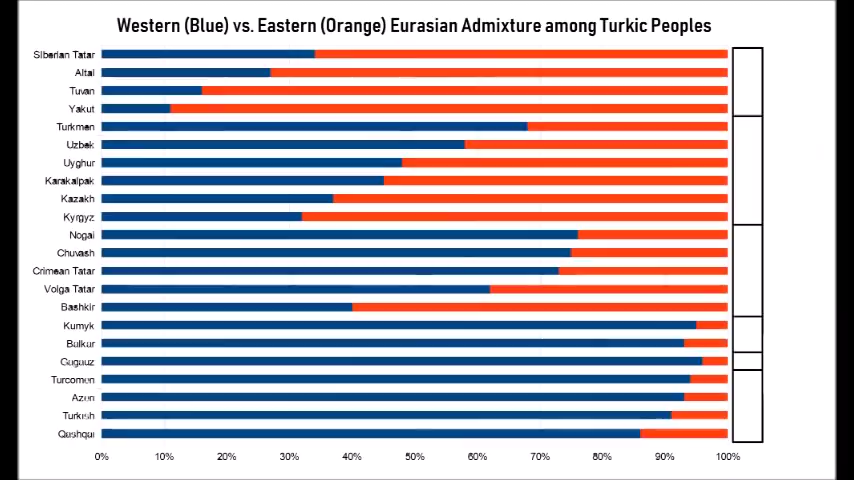 Western (Blue) vs. Eastern (Orange) Eurasian Admixture among Turkic Peoples
Siberian Tatar
Altai
Tuvan
Yakut
Turkmen
Uzbek
Uyghur
Karakalpak
Kazakh
Kyrgyz
Nogai
Chuvash
Crimean Tatar
Volga Tatar
Bashkir
Kumyk
Balkar
Gagauz
Turcomen
Azeri
Turkish
Qashqai
0% 10% 20% 30% 40% 50% 60% 70% 80% 90% 100%